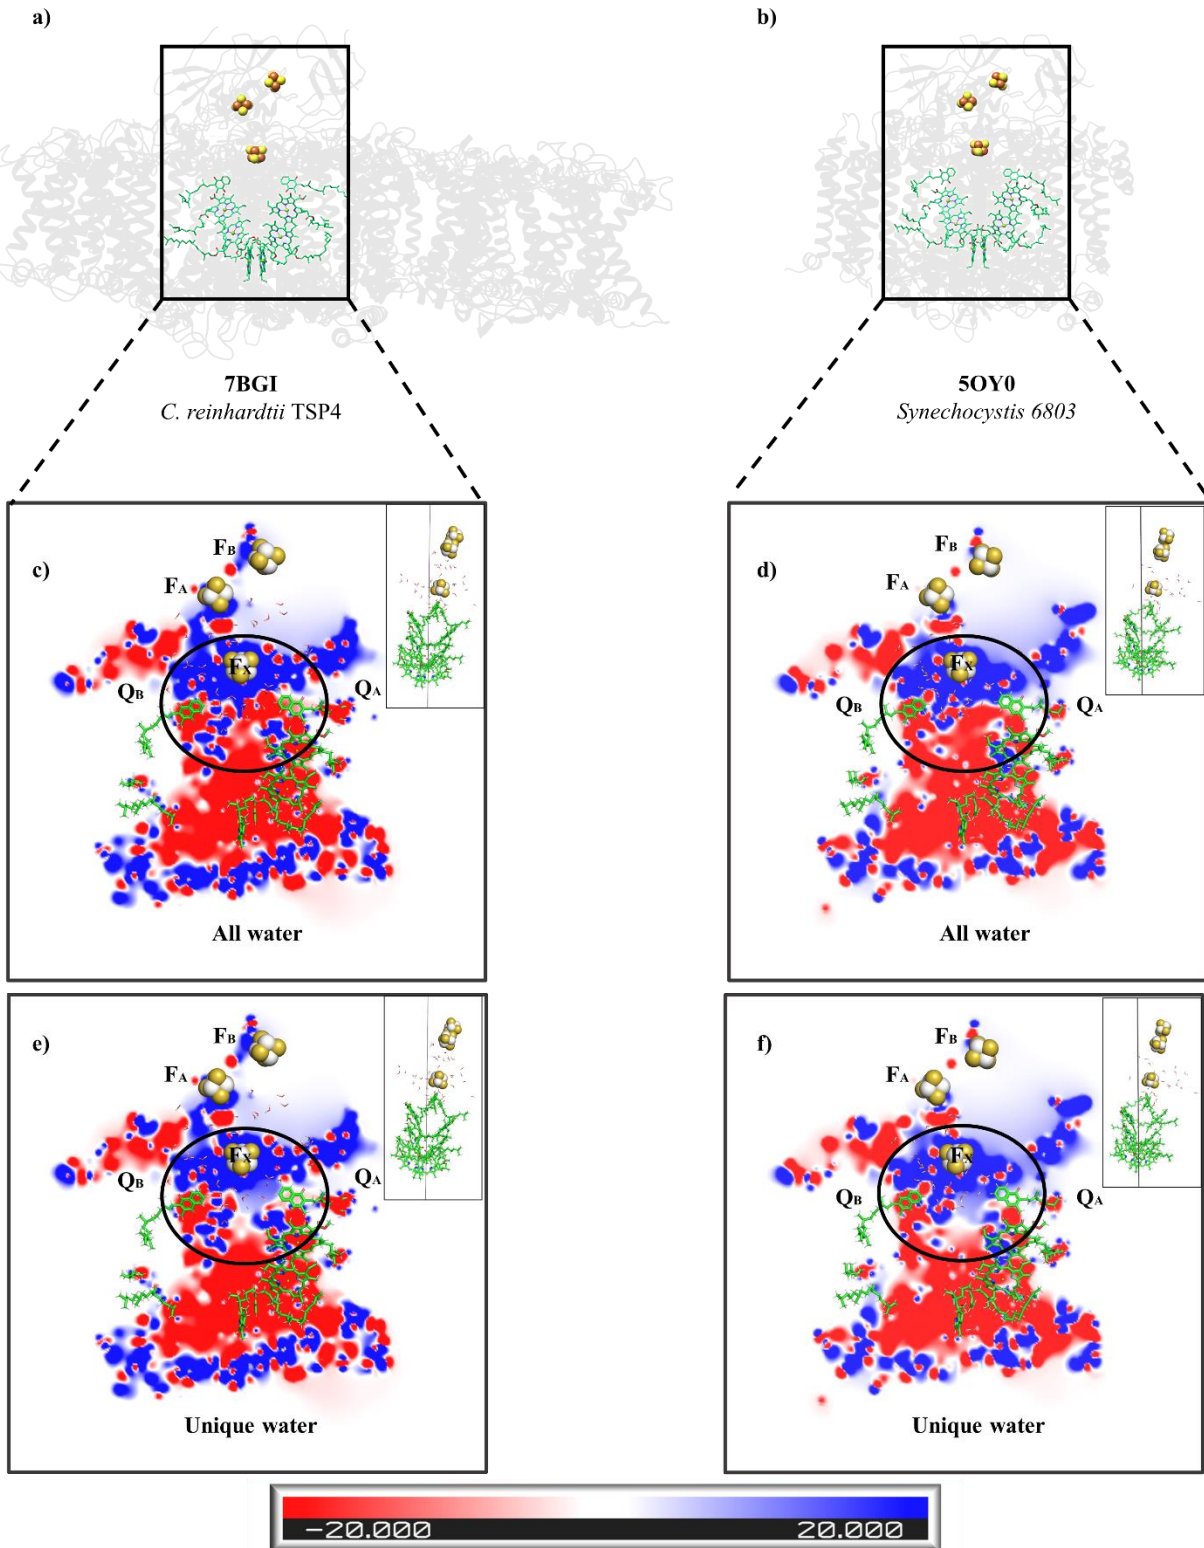 a)
b)
7BGI
C. reinhardtii TSP4
5OY0
Synechocystis 6803
c)
FB
FA
FX
QB
QA
All water
d)
FB
FA
FX
QB
QA
All water
e)
FB
FA
FX
QB
QA
Unique water
f)
FB
FA
FX
QB
QA
Unique water
-20.000
20.000